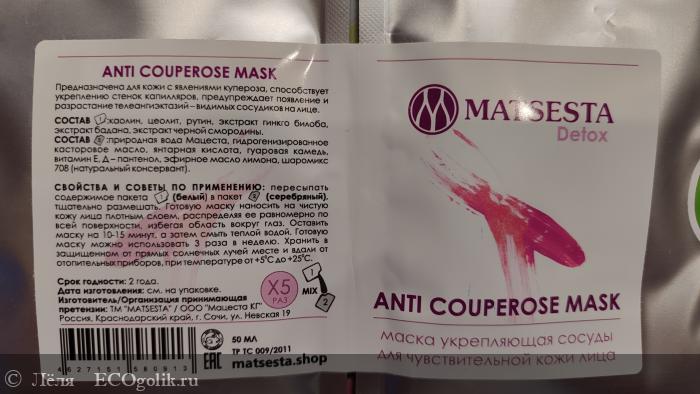 ANTI COUPEROSE MASK
Предназначена для кожи с явлениями купероза, способствует
укреплению стенок капилляров, предупреждает появление и
разрастание телеангиэктазий – видимых сосудиков на лице.
СОСТАВ 1:каолин, цеолит, рутин, экстракт гинкго билоба,
экстракт бадана, экстракт черной смородины.
СОСТАВ 2:природная вода Мацеста, гидрогенизированное
касторовое масло, янтарная кислота, гуаровая камедь,
витамин Е, Д – пантенол, эфирное масло лимона, шаромикс
708 (натуральный консервант).
СВОЙСТВА И СОВЕТЫ ПО ПРИМЕНЕНИЮ: пересыпать
содержимое пакета 1 (белый) в пакет 2 (серебряный),
тщательно размешать. Готовую маску наносить на чистую
кожу лица плотным слоем, распределяя ее равномерно по
всей поверхности, избегая область вокруг глаз. Оставить
маску на 10-15 минут, а затем смыть теплой водой. Готовую
маску можно использовать 3 раза в неделю. Хранить в
защищенном от прямых солнечных лучей месте и вдали от
отопительных приборов, при температуре от +5°С до +25°С.
Срок годности: 2 года.
Дата изготовления: см. на упаковке.
Изготовитель/Организация принимающая
претензии: ТМ "MATSESTA" / ООО "Мацеста КГ"
Россия, Краснодарский край, г. Сочи, ул. Невская 19
X5
РАЗ
MIX
1
2
4627151580913
EAC
50 МЛ
ТР ТС 009/2011
matsesta.shop
MATSESTA
Detox
ANTI COUPEROSE MASK
маска укрепляющая сосуды
для чувствительной кожи лица
© Лёля ECOgolik.ru